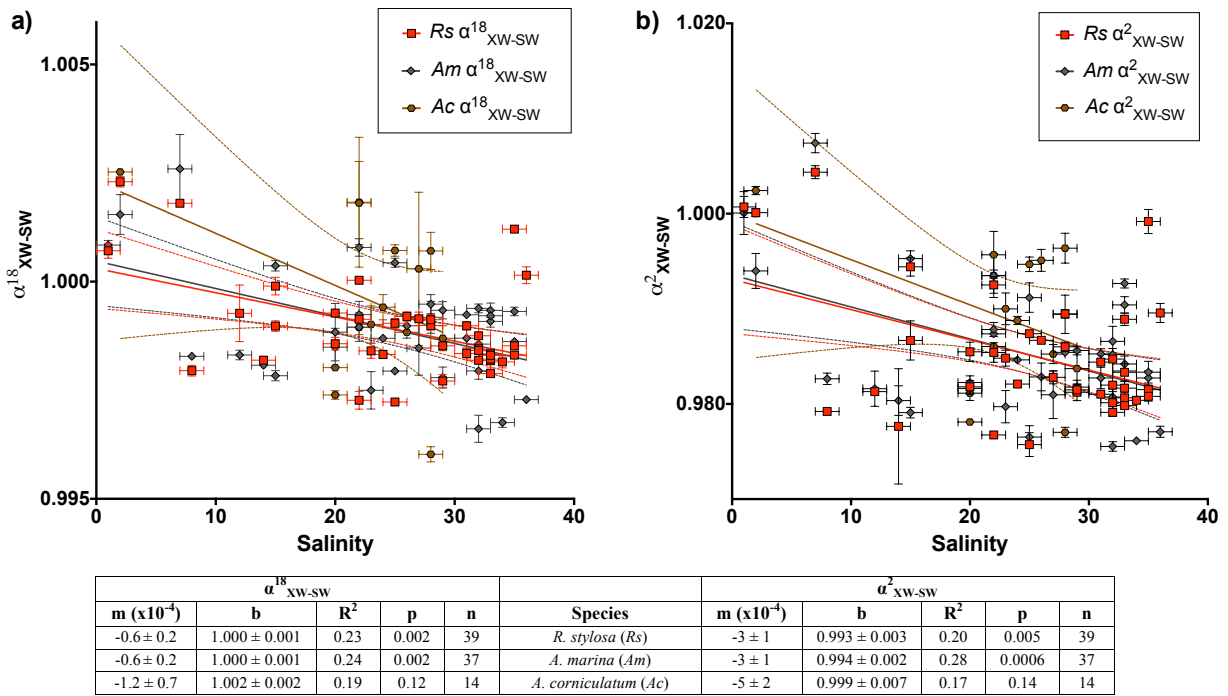 a)
1.005
1.000
0.995
α¹⁸XW-SW
0 10 20 30 40
Salinity
Rs α¹⁸XW-SW
Am α¹⁸XW-SW
Ac α¹⁸XW-SW
b)
1.020
1.000
0.980
α²XW-SW
0 10 20 30 40
Salinity
Rs α²XW-SW
Am α²XW-SW
Ac α²XW-SW
α¹⁸XW-SW α²XW-SW
m (x10⁻⁴) b R² p n Species m (x10⁻⁴) b R² p n
-0.6 ± 0.2 1.000 ± 0.001 0.23 0.002 39 R. stylosa (Rs) -3 ± 1 0.993 ± 0.003 0.20 0.005 39
-0.6 ± 0.2 1.000 ± 0.001 0.24 0.002 37 A. marina (Am) -3 ± 1 0.994 ± 0.002 0.28 0.0006 37
-1.2 ± 0.7 1.002 ± 0.002 0.19 0.12 14 A. corniculatum (Ac) -5 ± 2 0.999 ± 0.007 0.17 0.14 14